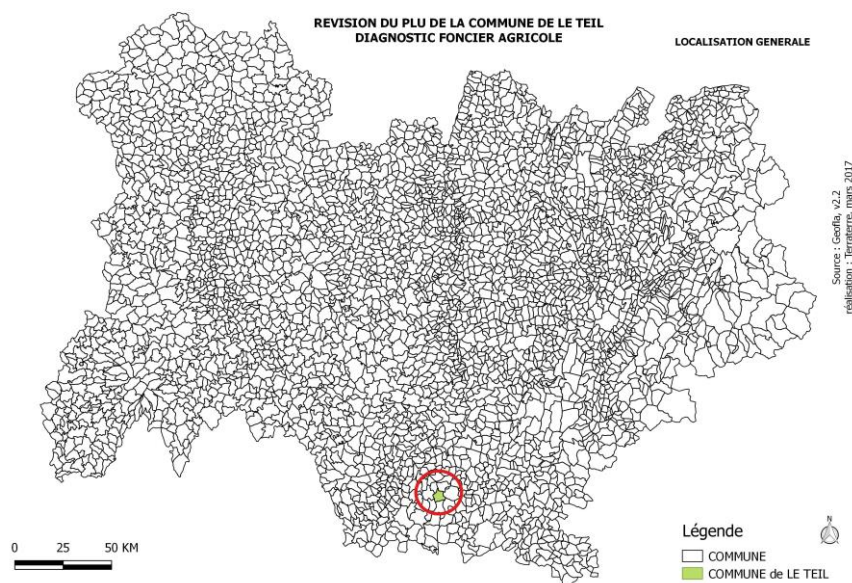 REVISION DU PLU DE LA COMMUNE DE LE TEIL
DIAGNOSTIC FONCIER AGRICOLE
LOCALISATION GENERALE
Source : Geofla, v2.2
réalisation : Terraterre, mars 2017
0 25 50 KM
Légende
N
COMMUNE
COMMUNE de LE TEIL